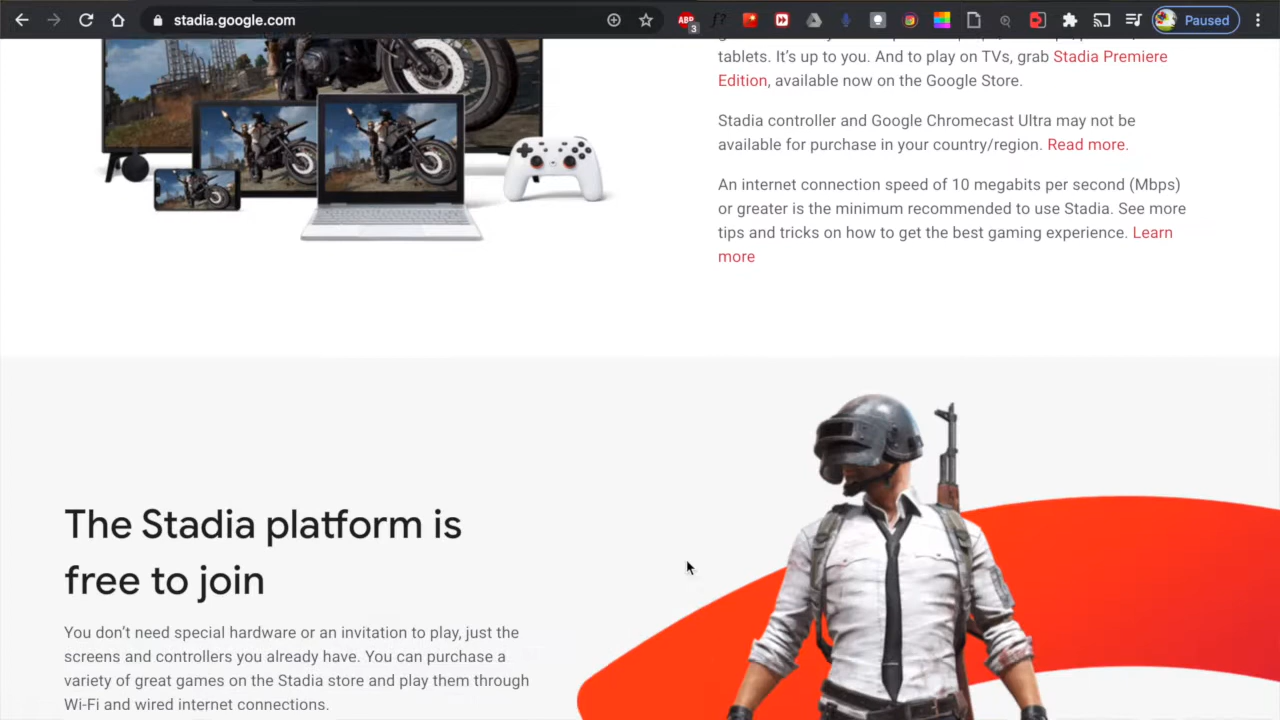 stadia.google.com
ABP
3
f?
Paused
tablets. It’s up to you. And to play on TVs, grab Stadia Premiere
Edition, available now on the Google Store.
Stadia controller and Google Chromecast Ultra may not be
available for purchase in your country/region. Read more.
An internet connection speed of 10 megabits per second (Mbps)
or greater is the minimum recommended to use Stadia. See more
tips and tricks on how to get the best gaming experience. Learn
more
The Stadia platform is
free to join
You don’t need special hardware or an invitation to play, just the
screens and controllers you already have. You can purchase a
variety of great games on the Stadia store and play them through
Wi-Fi and wired internet connections.